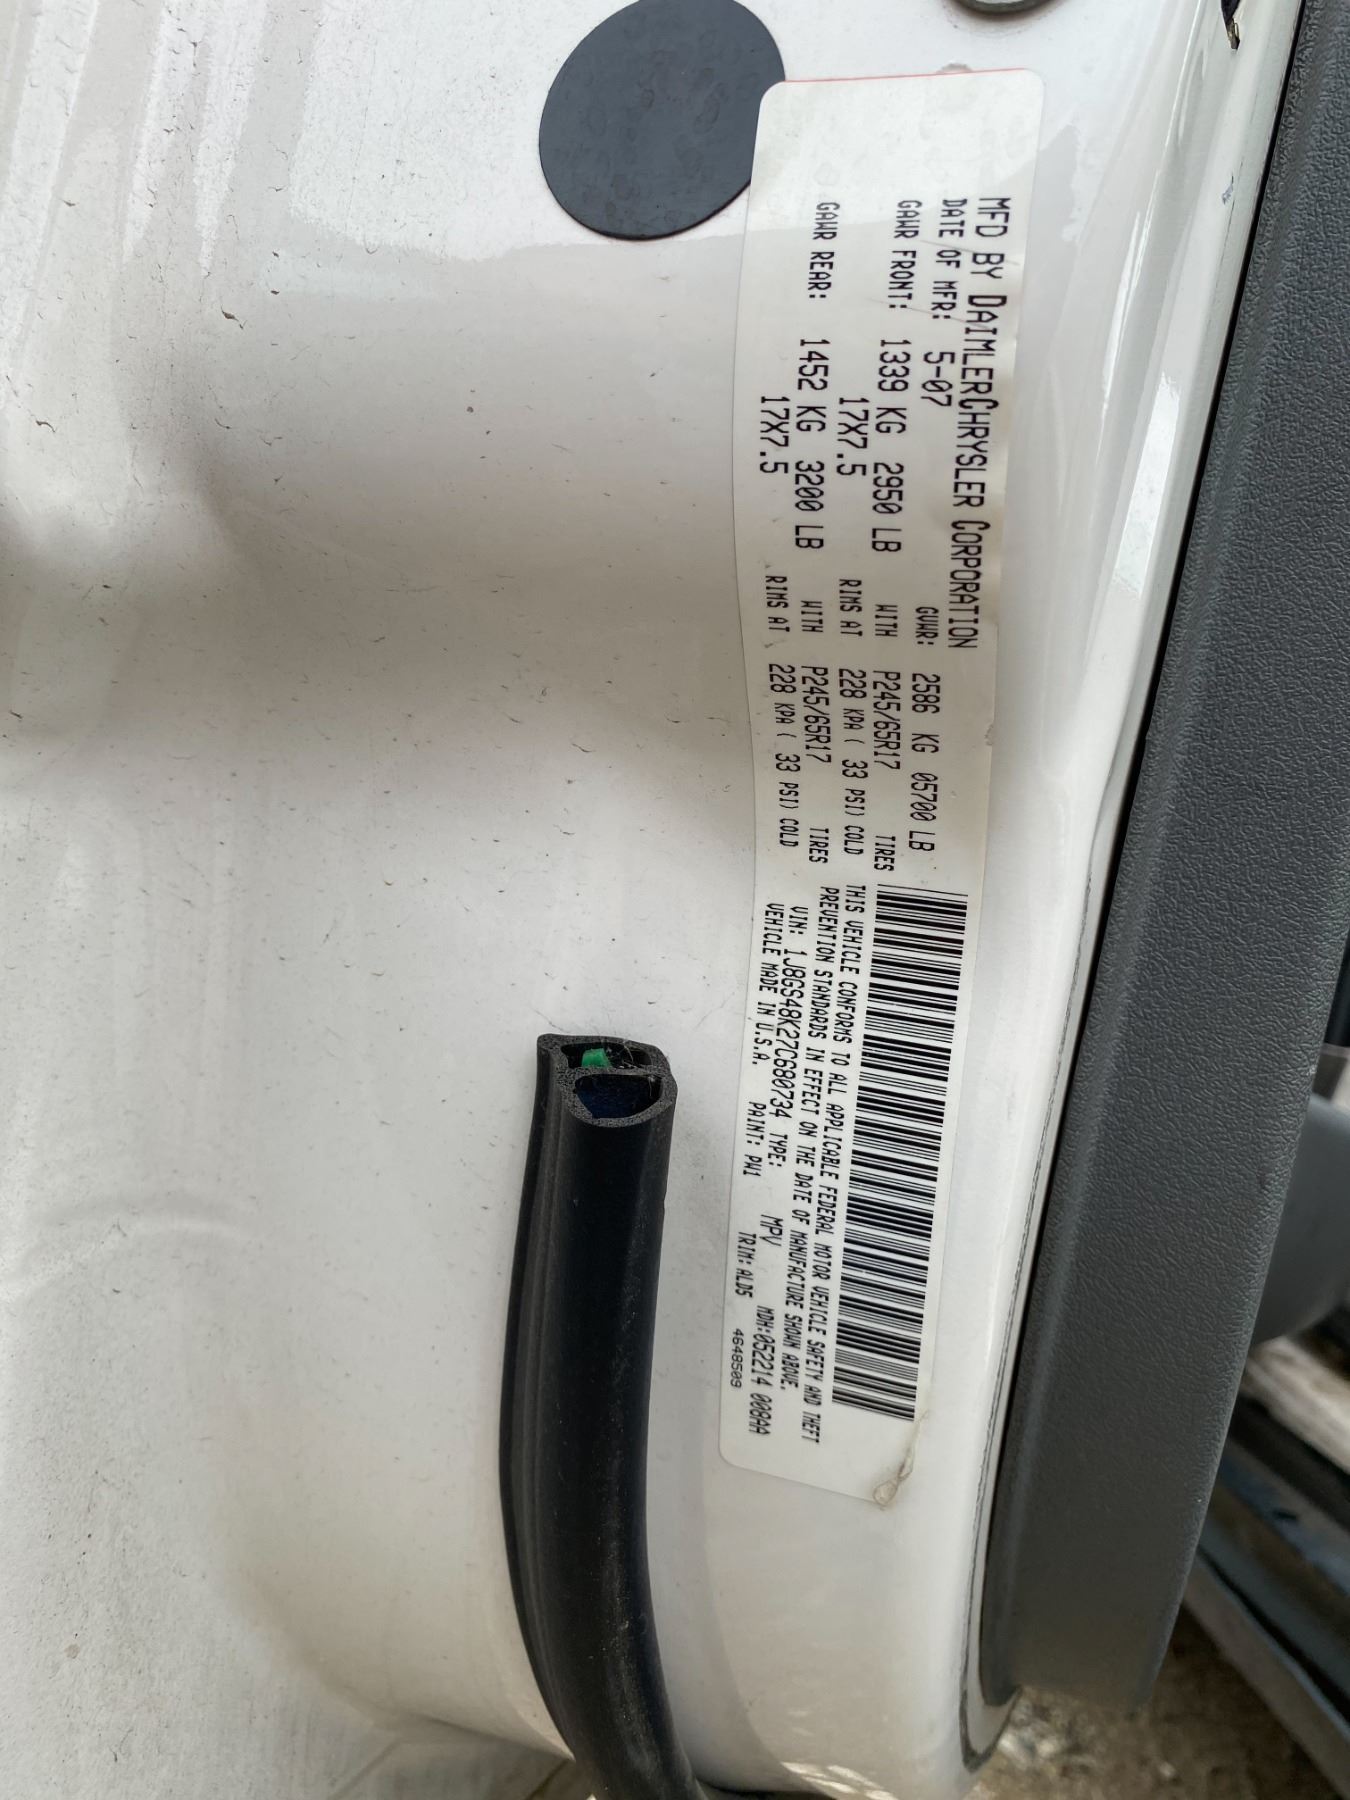 MFD BY DAIMLERCHRYSLER CORPORATION
DATE OF MFR: 5-07 GVWR: 2586 KG 05700 LB
GAWR FRONT: 1339 KG 2950 LB WITH P245/65R17 TIRES
17X7.5 RIMS AT 228 KPA ( 33 PSI) COLD
GAWR REAR: 1452 KG 3200 LB WITH P245/65R17 TIRES
17X7.5 RIMS AT 228 KPA ( 33 PSI) COLD
THIS VEHICLE CONFORMS TO ALL APPLICABLE FEDERAL MOTOR VEHICLE SAFETY AND THEFT
PREVENTION STANDARDS IN EFFECT ON THE DATE OF MANUFACTURE SHOWN ABOVE.
VIN: 1J8GS48K27C680734 TYPE: MPV MDH:052214 008AA
VEHICLE MADE IN U.S.A. PAINT: PW1 TRIM: ALD5 4648509